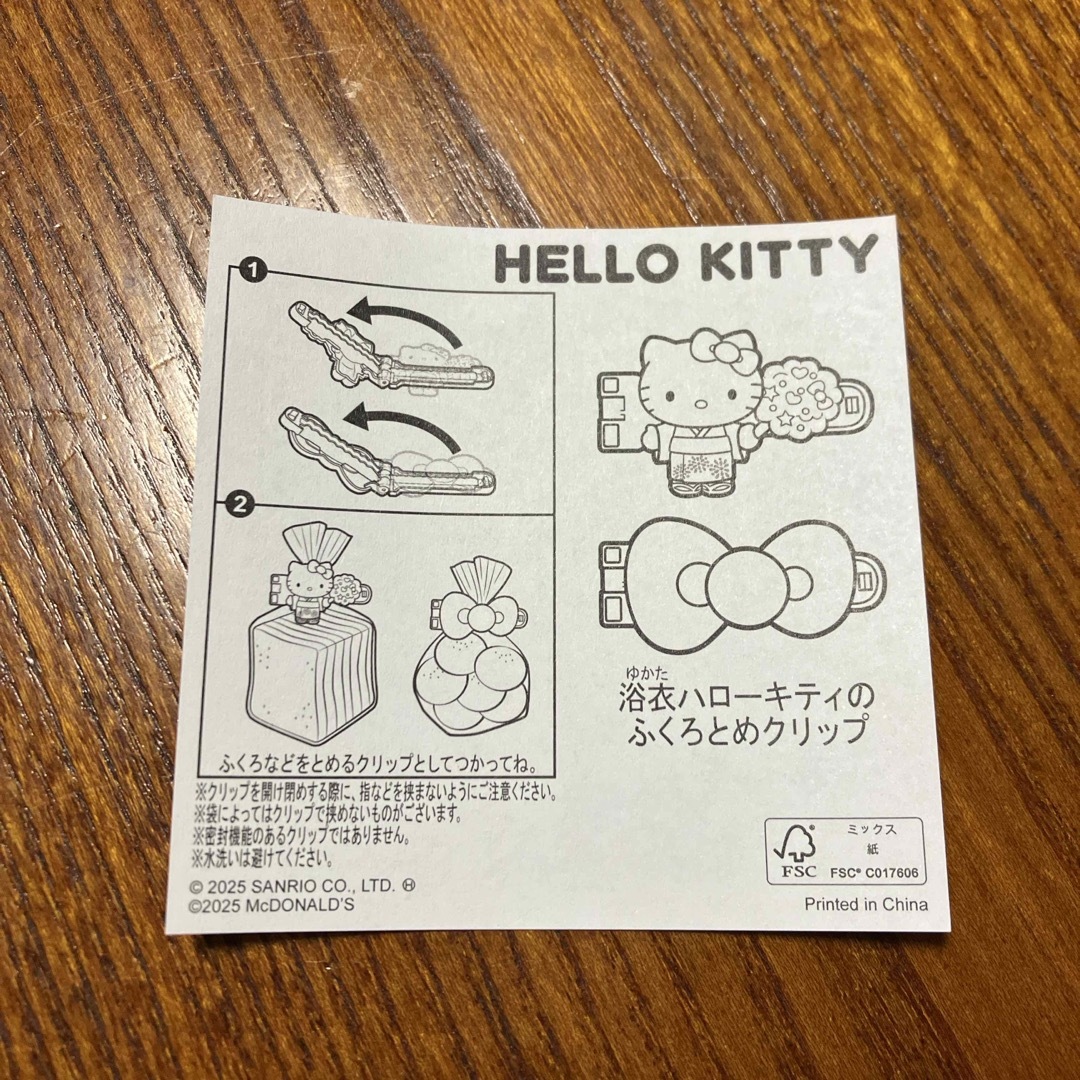 HELLO KITTY
1
2
ふくろなどをとめるクリップとしてつかってね。
※クリップを開け閉めする際に、指などを挟まないようにご注意ください。
※袋によってはクリップで挟めないものがございます。
※密封機能のあるクリップではありません。
※水洗いは避けてください。
© 2025 SANRIO CO., LTD. Ⓗ
©2025 McDONALD'S
ゆかた
浴衣ハローキティの
ふくろとめクリップ
ミックス
紙
FSC
FSC® C017606
Printed in China